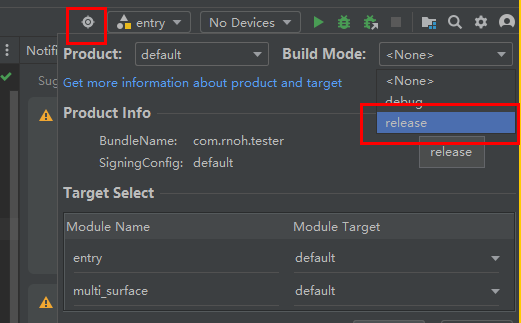 entry No Devices
Notifi
Product: default Build Mode: <None>
Sug
Get more information about product and target
<None>
debug
release
Product Info
BundleName: com.rnoh.tester
release
SigningConfig: default
Target Select
Module Name Module Target
entry default
multi_surface default